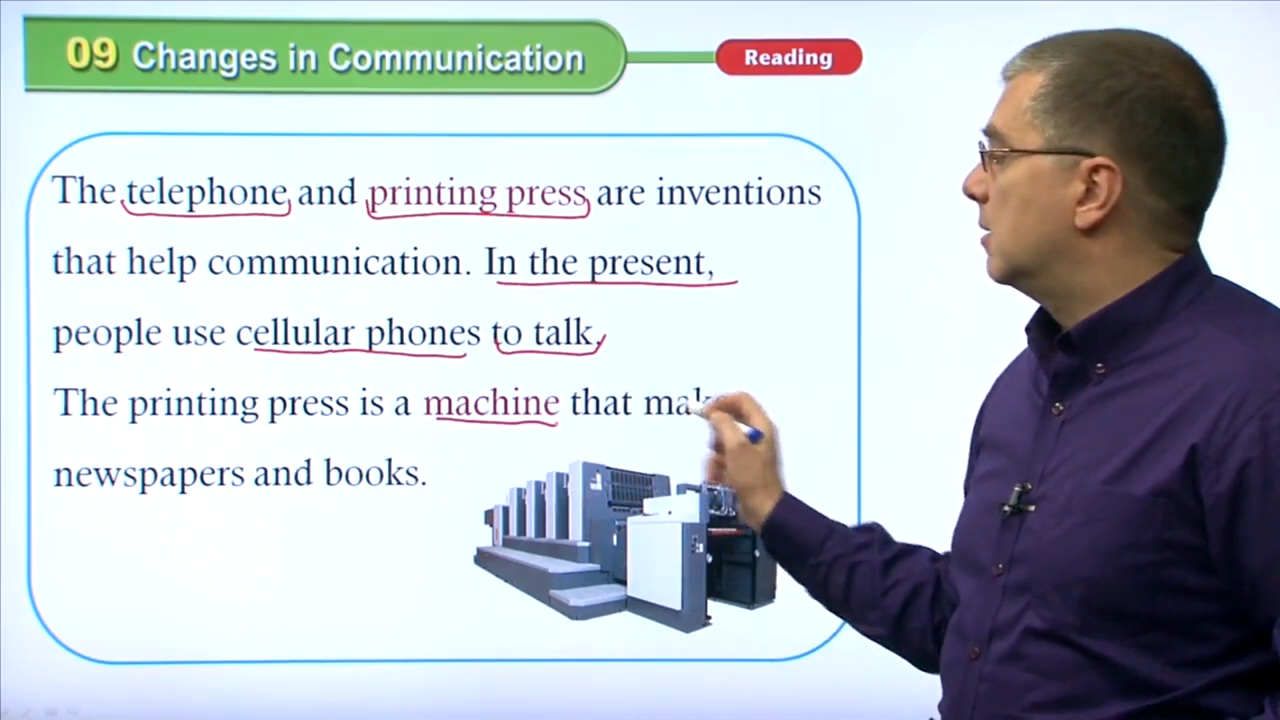 09 Changes in Communication
Reading
The telephone and printing press are inventions
that help communication. In the present,
people use cellular phones to talk.
The printing press is a machine that
newspapers and books.